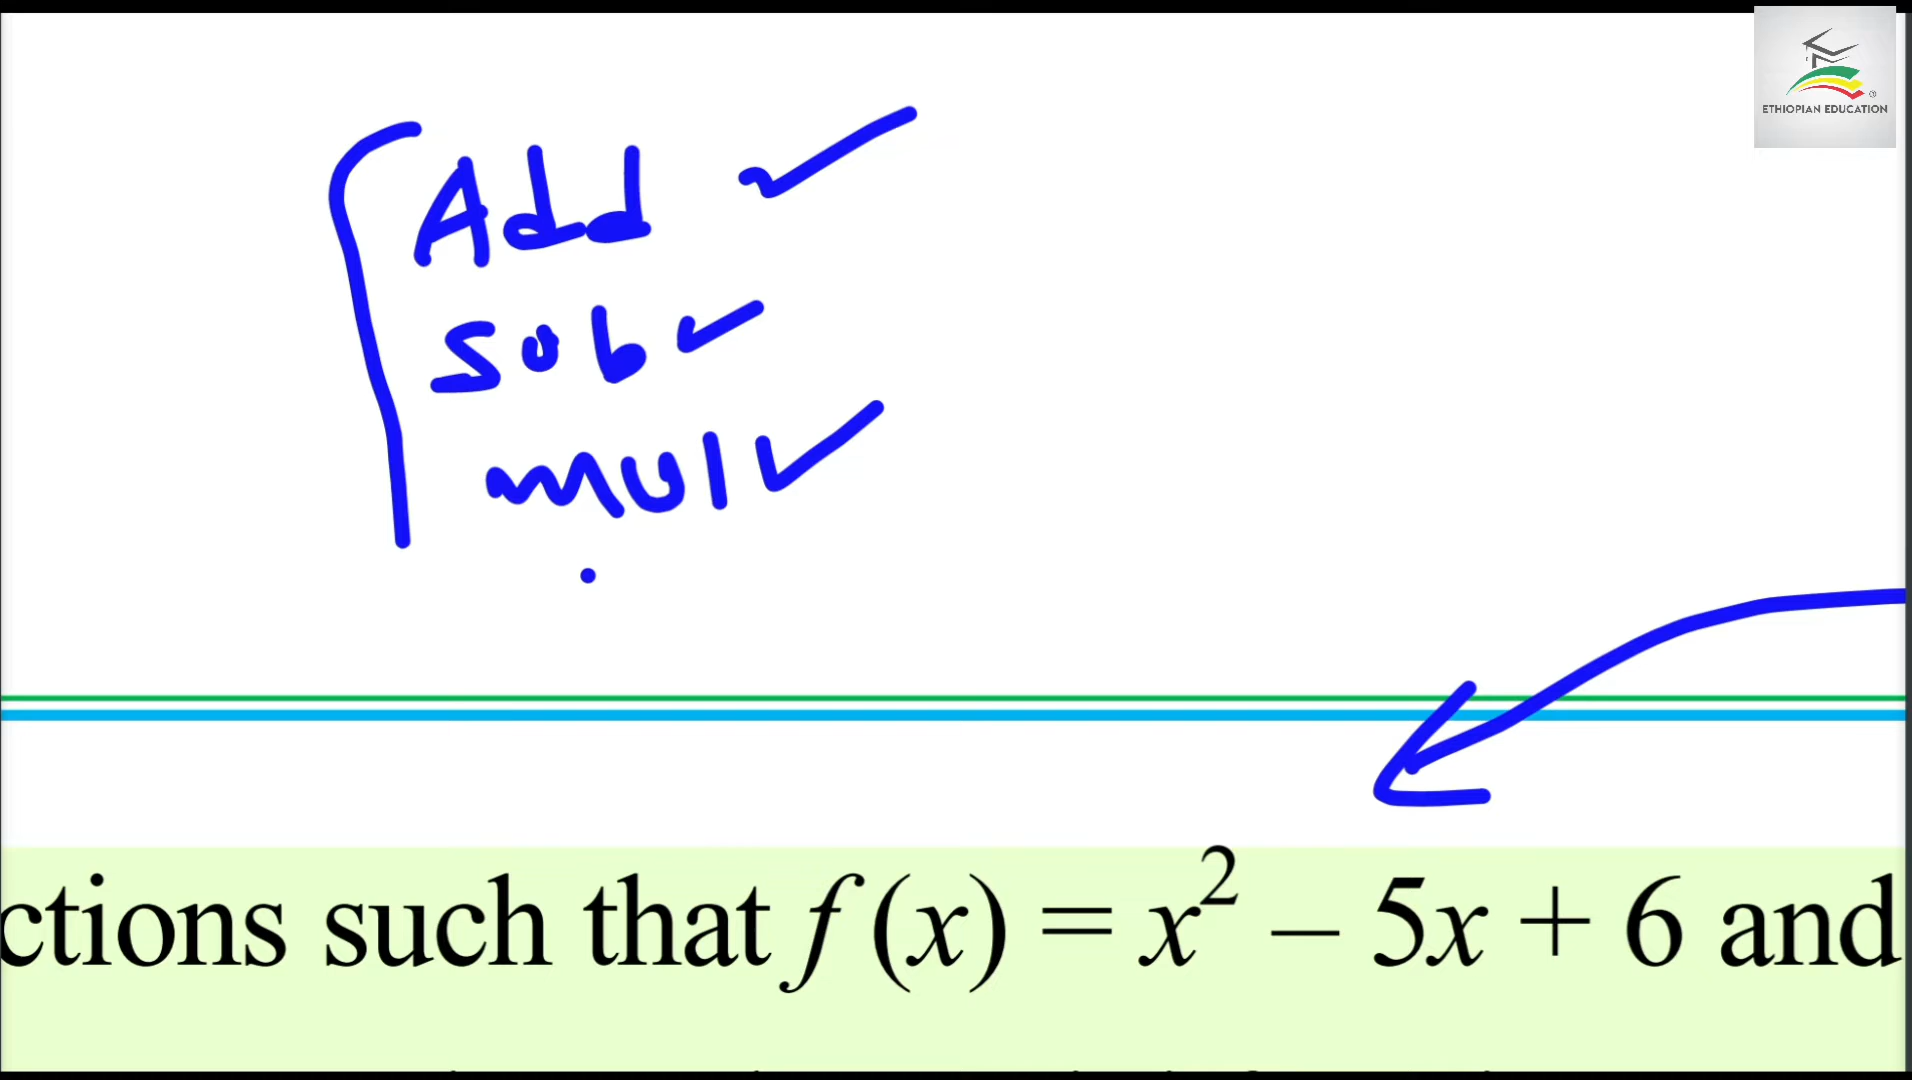 ETHIOPIAN EDUCATION
Add
Sub
mul
ctions such that f(x) = x² – 5x + 6 and